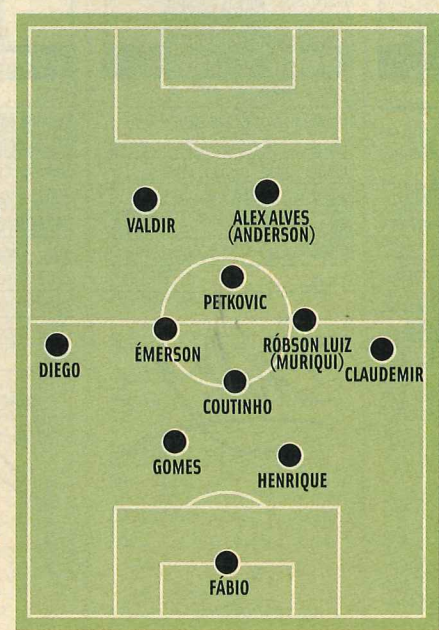 VALDIR
ALEX ALVES
(ANDERSON)
PETKOVIC
DIEGO
ÉMERSON
RÓBSON LUIZ
(MURIQUI)
CLAUDEMIR
COUTINHO
GOMES
HENRIQUE
FÁBIO